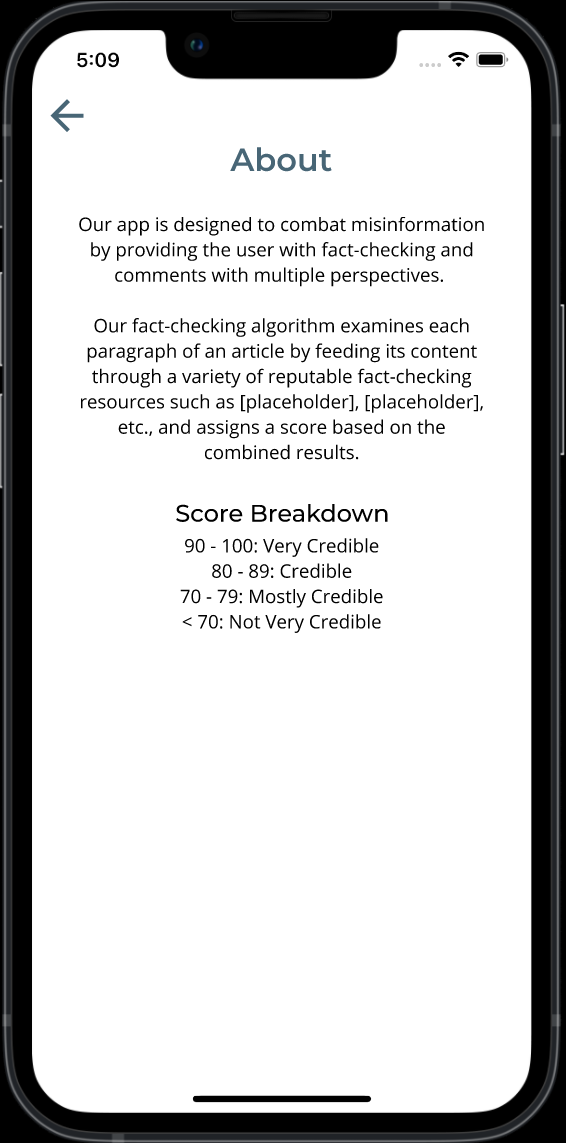 5:09
About
Our app is designed to combat misinformation
by providing the user with fact-checking and
comments with multiple perspectives.
Our fact-checking algorithm examines each
paragraph of an article by feeding its content
through a variety of reputable fact-checking
resources such as [placeholder], [placeholder],
etc., and assigns a score based on the
combined results.
Score Breakdown
90 - 100: Very Credible
80 - 89: Credible
70 - 79: Mostly Credible
< 70: Not Very Credible